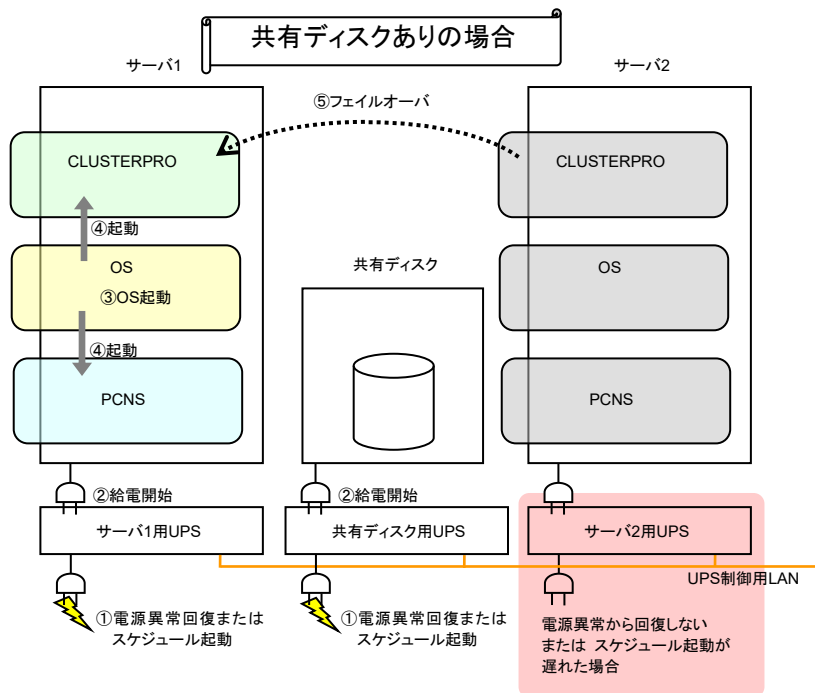 共有ディスクありの場合
サーバ1
サーバ2
⑤フェイルオーバ
CLUSTERPRO
CLUSTERPRO
④起動
OS
③OS起動
共有ディスク
OS
④起動
PCNS
PCNS
②給電開始
②給電開始
サーバ1用UPS
共有ディスク用UPS
サーバ2用UPS
UPS制御用LAN
①電源異常回復または
スケジュール起動
①電源異常回復または
スケジュール起動
電源異常から回復しない
または スケジュール起動が
遅れた場合